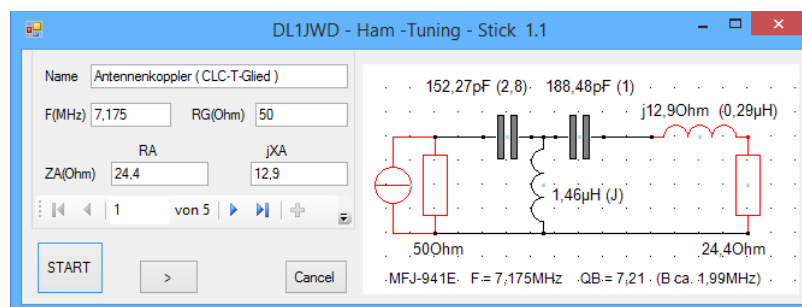 DL1JWD - Ham -Tuning - Stick 1.1
Name Antennenkoppler ( CLC-T-Glied )
F(MHz) 7,175 RG(Ohm) 50
RA jXA
ZA(Ohm) 24,4 12,9
1 von 5
START > Cancel
152,27pF (2,8) 188,48pF (1)
j12,9Ohm (0,29µH)
1,46µH (J)
50Ohm 24,4Ohm
MFJ-941E F = 7,175MHz QB = 7,21 (B ca. 1,99MHz)